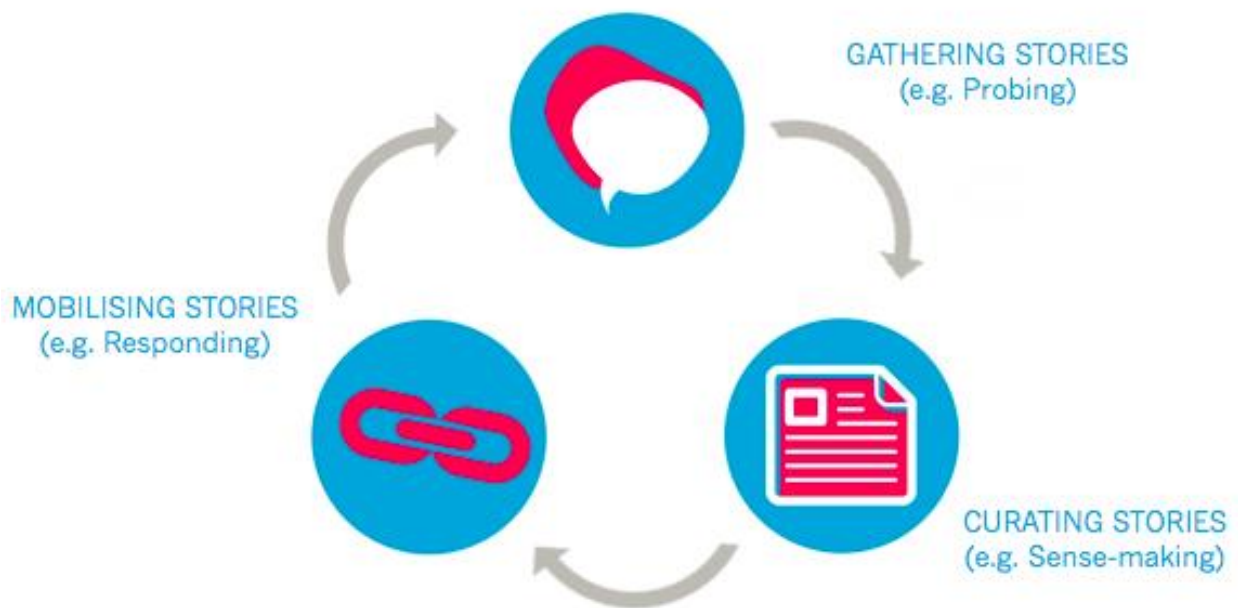 GATHERING STORIES
(e.g. Probing)
MOBILISING STORIES
(e.g. Responding)
CURATING STORIES
(e.g. Sense-making)